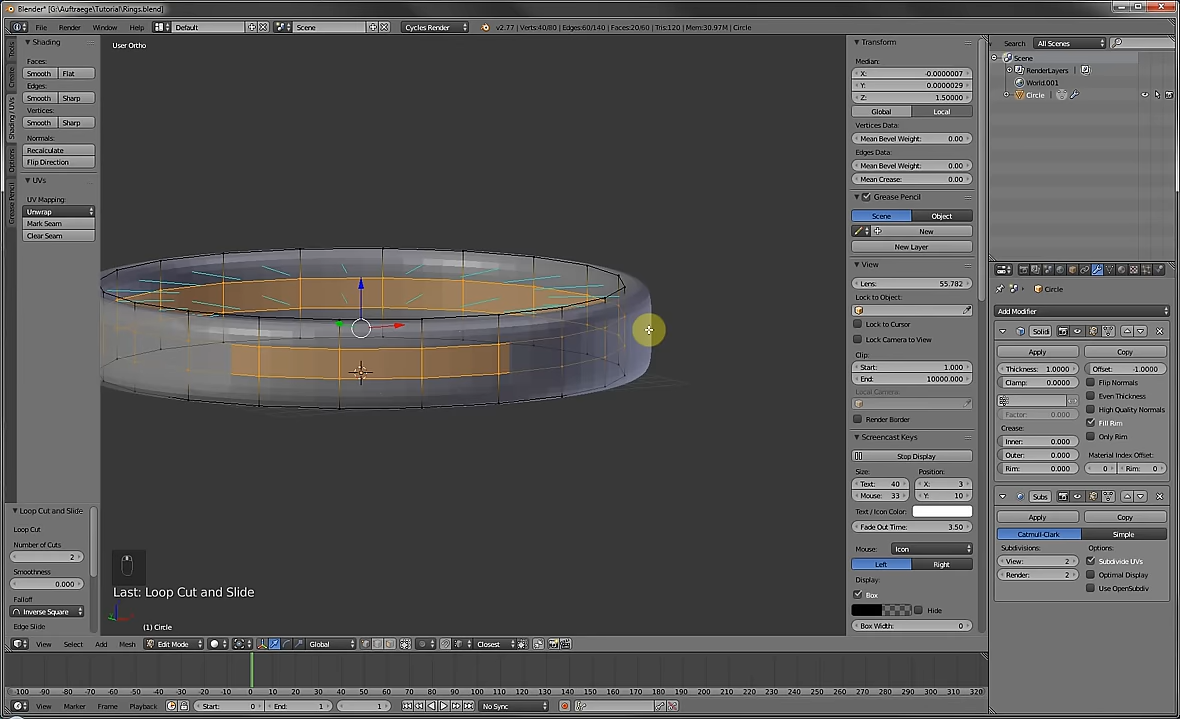 Blender* [G:\Auftraege\Tutorial\Rings.blend]
File Render Window Help Default Scene Cycles Render v2.77 | Verts:40/80 | Edges:60/140 | Faces:20/60 | Tris:120 | Mem:30.97M | Circle
Search All Scenes
Tools
Create
Shading/UVs
Options
Grease Pencil
Shading
Faces:
Smooth Flat
Edges:
Smooth Sharp
Vertices:
Smooth Sharp
Normals:
Recalculate
Flip Direction
UVs
UV Mapping:
Unwrap
Mark Seam
Clear Seam
Loop Cut and Slide
Loop Cut
Number of Cuts
2
Smoothness
0.000
Falloff
Inverse Square
Edge Slide
User Ortho
Last: Loop Cut and Slide
(1) Circle
Transform
Median:
X: -0.0000007
Y: 0.0000029
Z: 1.50000
Global Local
Vertices Data:
Mean Bevel Weight: 0.00
Edges Data:
Mean Bevel Weight: 0.00
Mean Crease: 0.00
Grease Pencil
Scene Object
New
New Layer
View
Lens: 55.782
Lock to Object:
Lock to Cursor
Lock Camera to View
Clip:
Start: 1.000
End: 10000.000
Local Camera:
Render Border
Screencast Keys
Stop Display
Size: Position:
Text: 40 X: 3
Mouse: 33 Y: 10
Text / Icon Color:
Fade Out Time: 3.50
Mouse: Icon
Left Right
Display:
Box
Hide
Box Width: 0
Scene
RenderLayers
World.001
Circle
Circle
Add Modifier
Solidi
Apply Copy
Thickness: 1.0000 Offset: -1.0000
Clamp: 0.0000 Flip Normals
Even Thickness
Factor: 0.000 High Quality Normals
Crease: Fill Rim
Inner: 0.000 Only Rim
Outer: 0.000 Material Index Offset:
Rim: 0.000 0 Rim: 0
Subs
Apply Copy
Catmull-Clark Simple
Subdivisions: Options:
View: 2 Subdivide UVs
Render: 2 Optimal Display
Use OpenSubdiv
View Select Add Mesh Edit Mode Global Closest
-100 -90 -80 -70 -60 -50 -40 -30 -20 -10 0 10 20 30 40 50 60 70 80 90 100 110 120 130 140 150 160 170 180 190 200 210 220 230 240 250 260 270 280 290 300 310 320
View Marker Frame Playback Start: 0 End: 1 1 No Sync